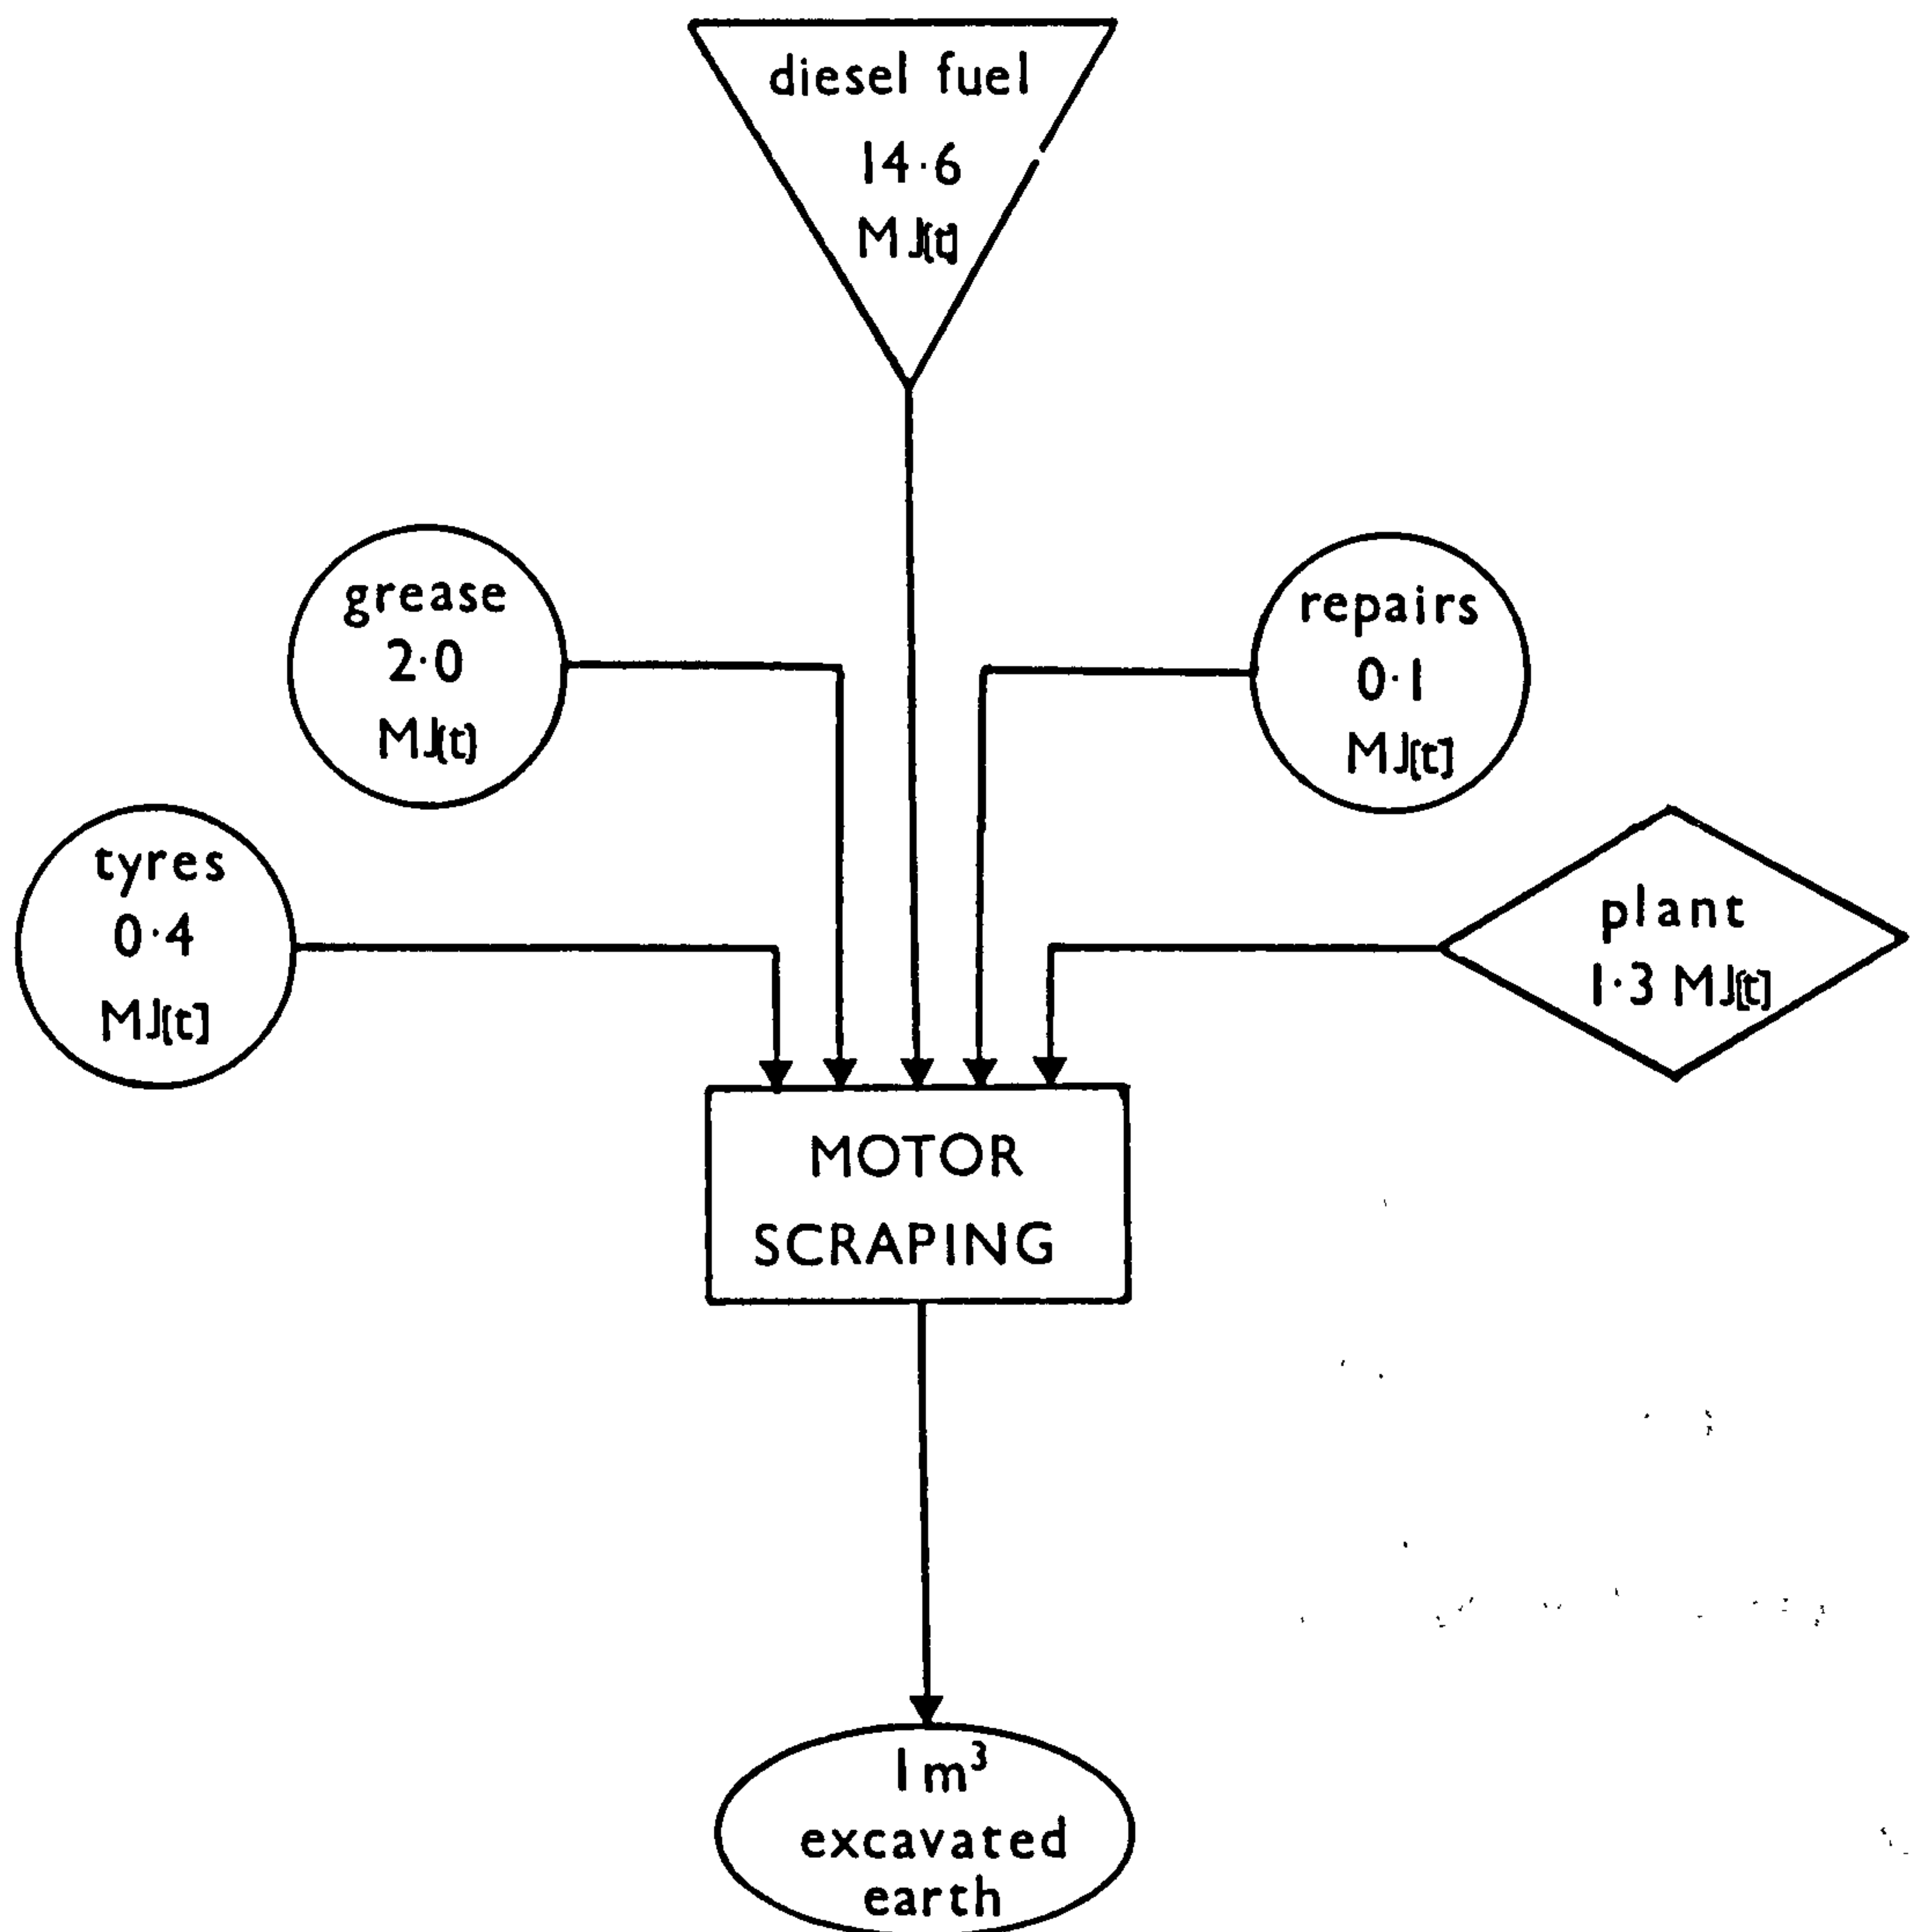 diesel fuel
14·6
MJ[t]
grease
2·0
MJ[t]
repairs
0·1
MJ[t]
tyres
0·4
MJ[t]
plant
1·3 MJ[t]
MOTOR
SCRAPING
1m³
excavated
earth